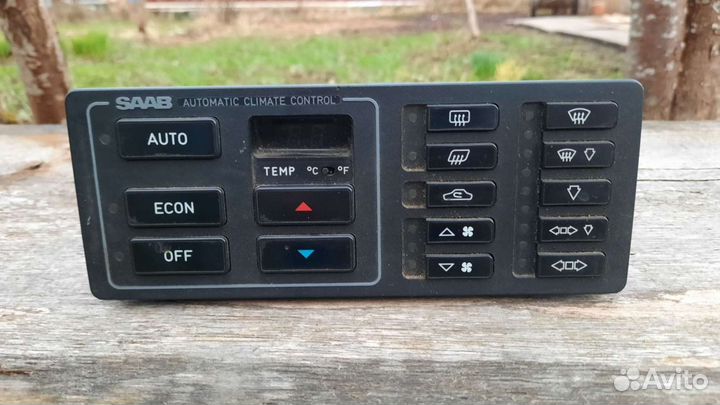 SAAB AUTOMATIC CLIMATE CONTROL
AUTO
TEMP °C °F
ECON
OFF
Avito